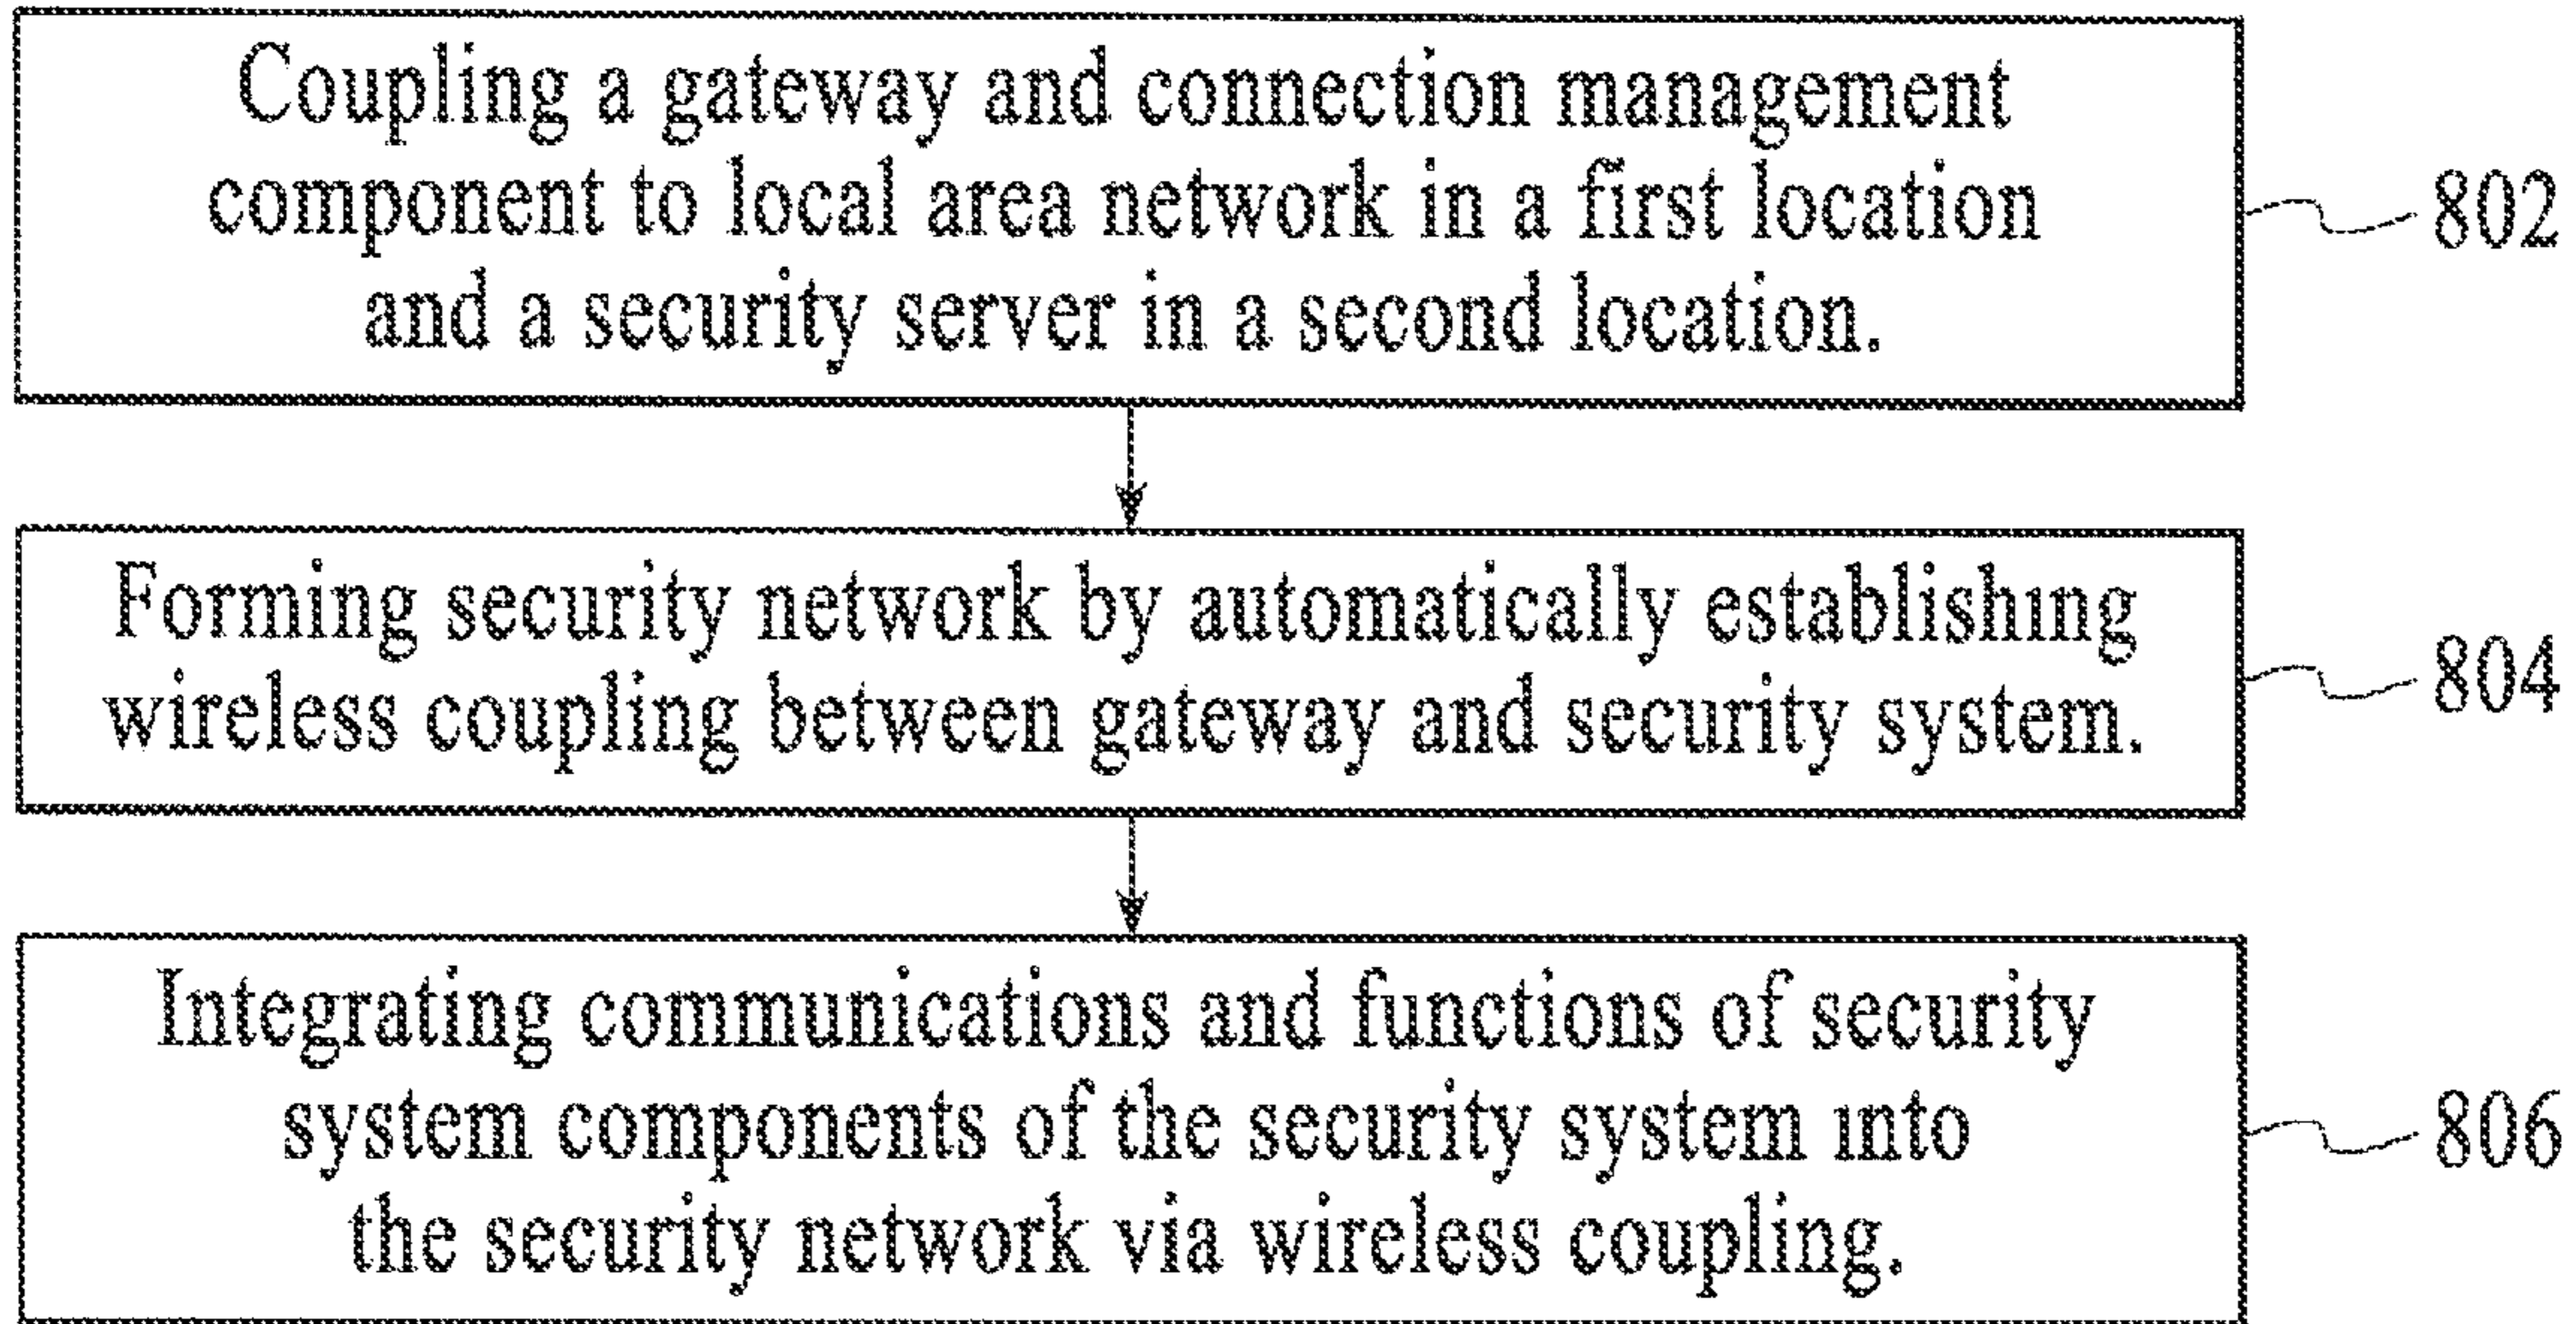 Coupling a gateway and connection management
component to local area network in a first location
and a security server in a second location.
802
Forming security network by automatically establishing
wireless coupling between gateway and security system.
804
Integrating communications and functions of security
system components of the security system into
the security network via wireless coupling.
806